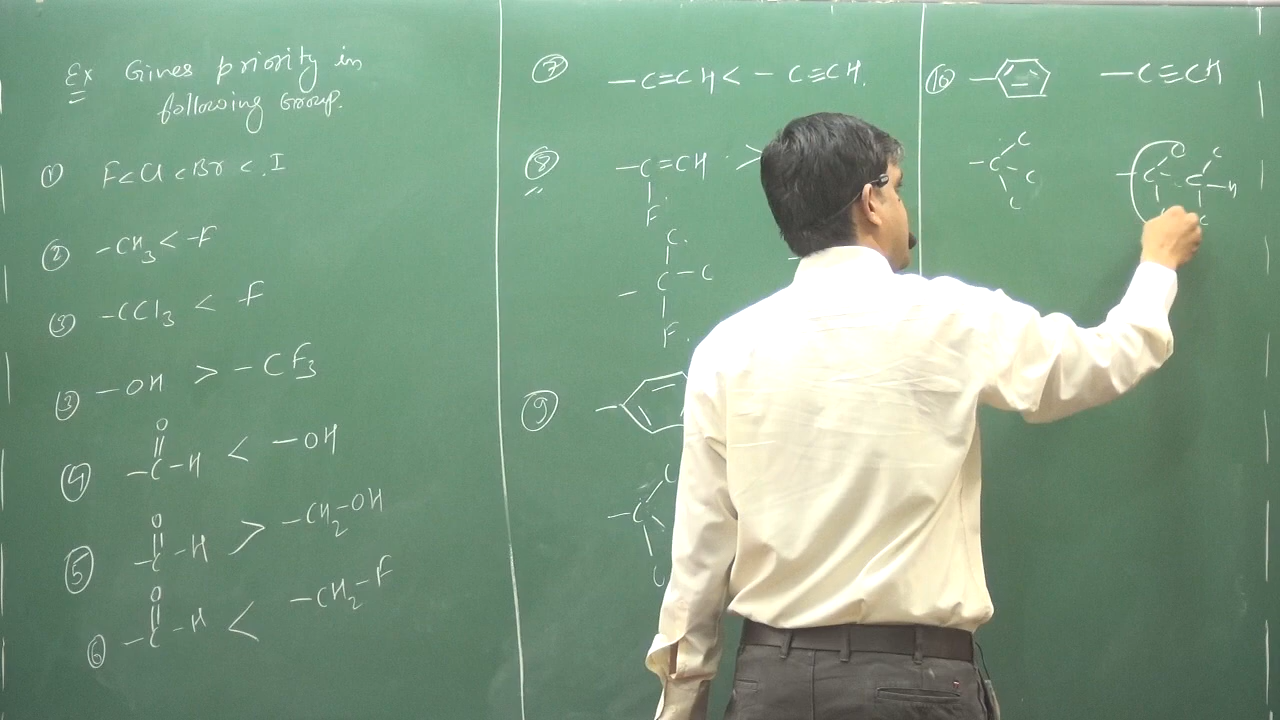 Ex Gives priority in
following Group.
① F<Cl<Br<.I
② -CH₃ < -F
③ -CCl₃ < -F
③ -OH > -CF₃
④ -C(=O)-H < -OH
⑤ -C(=O)-H > -CH₂-OH
⑥ -C(=O)-H < -CH₂-F
⑦ -C=CH < -C≡CH.
⑧ -C=CH >
F
C
- C - C
F.
⑨
C
-C
C
⑩ -C≡CH
C
-C C
C
C C
-C C-H
C